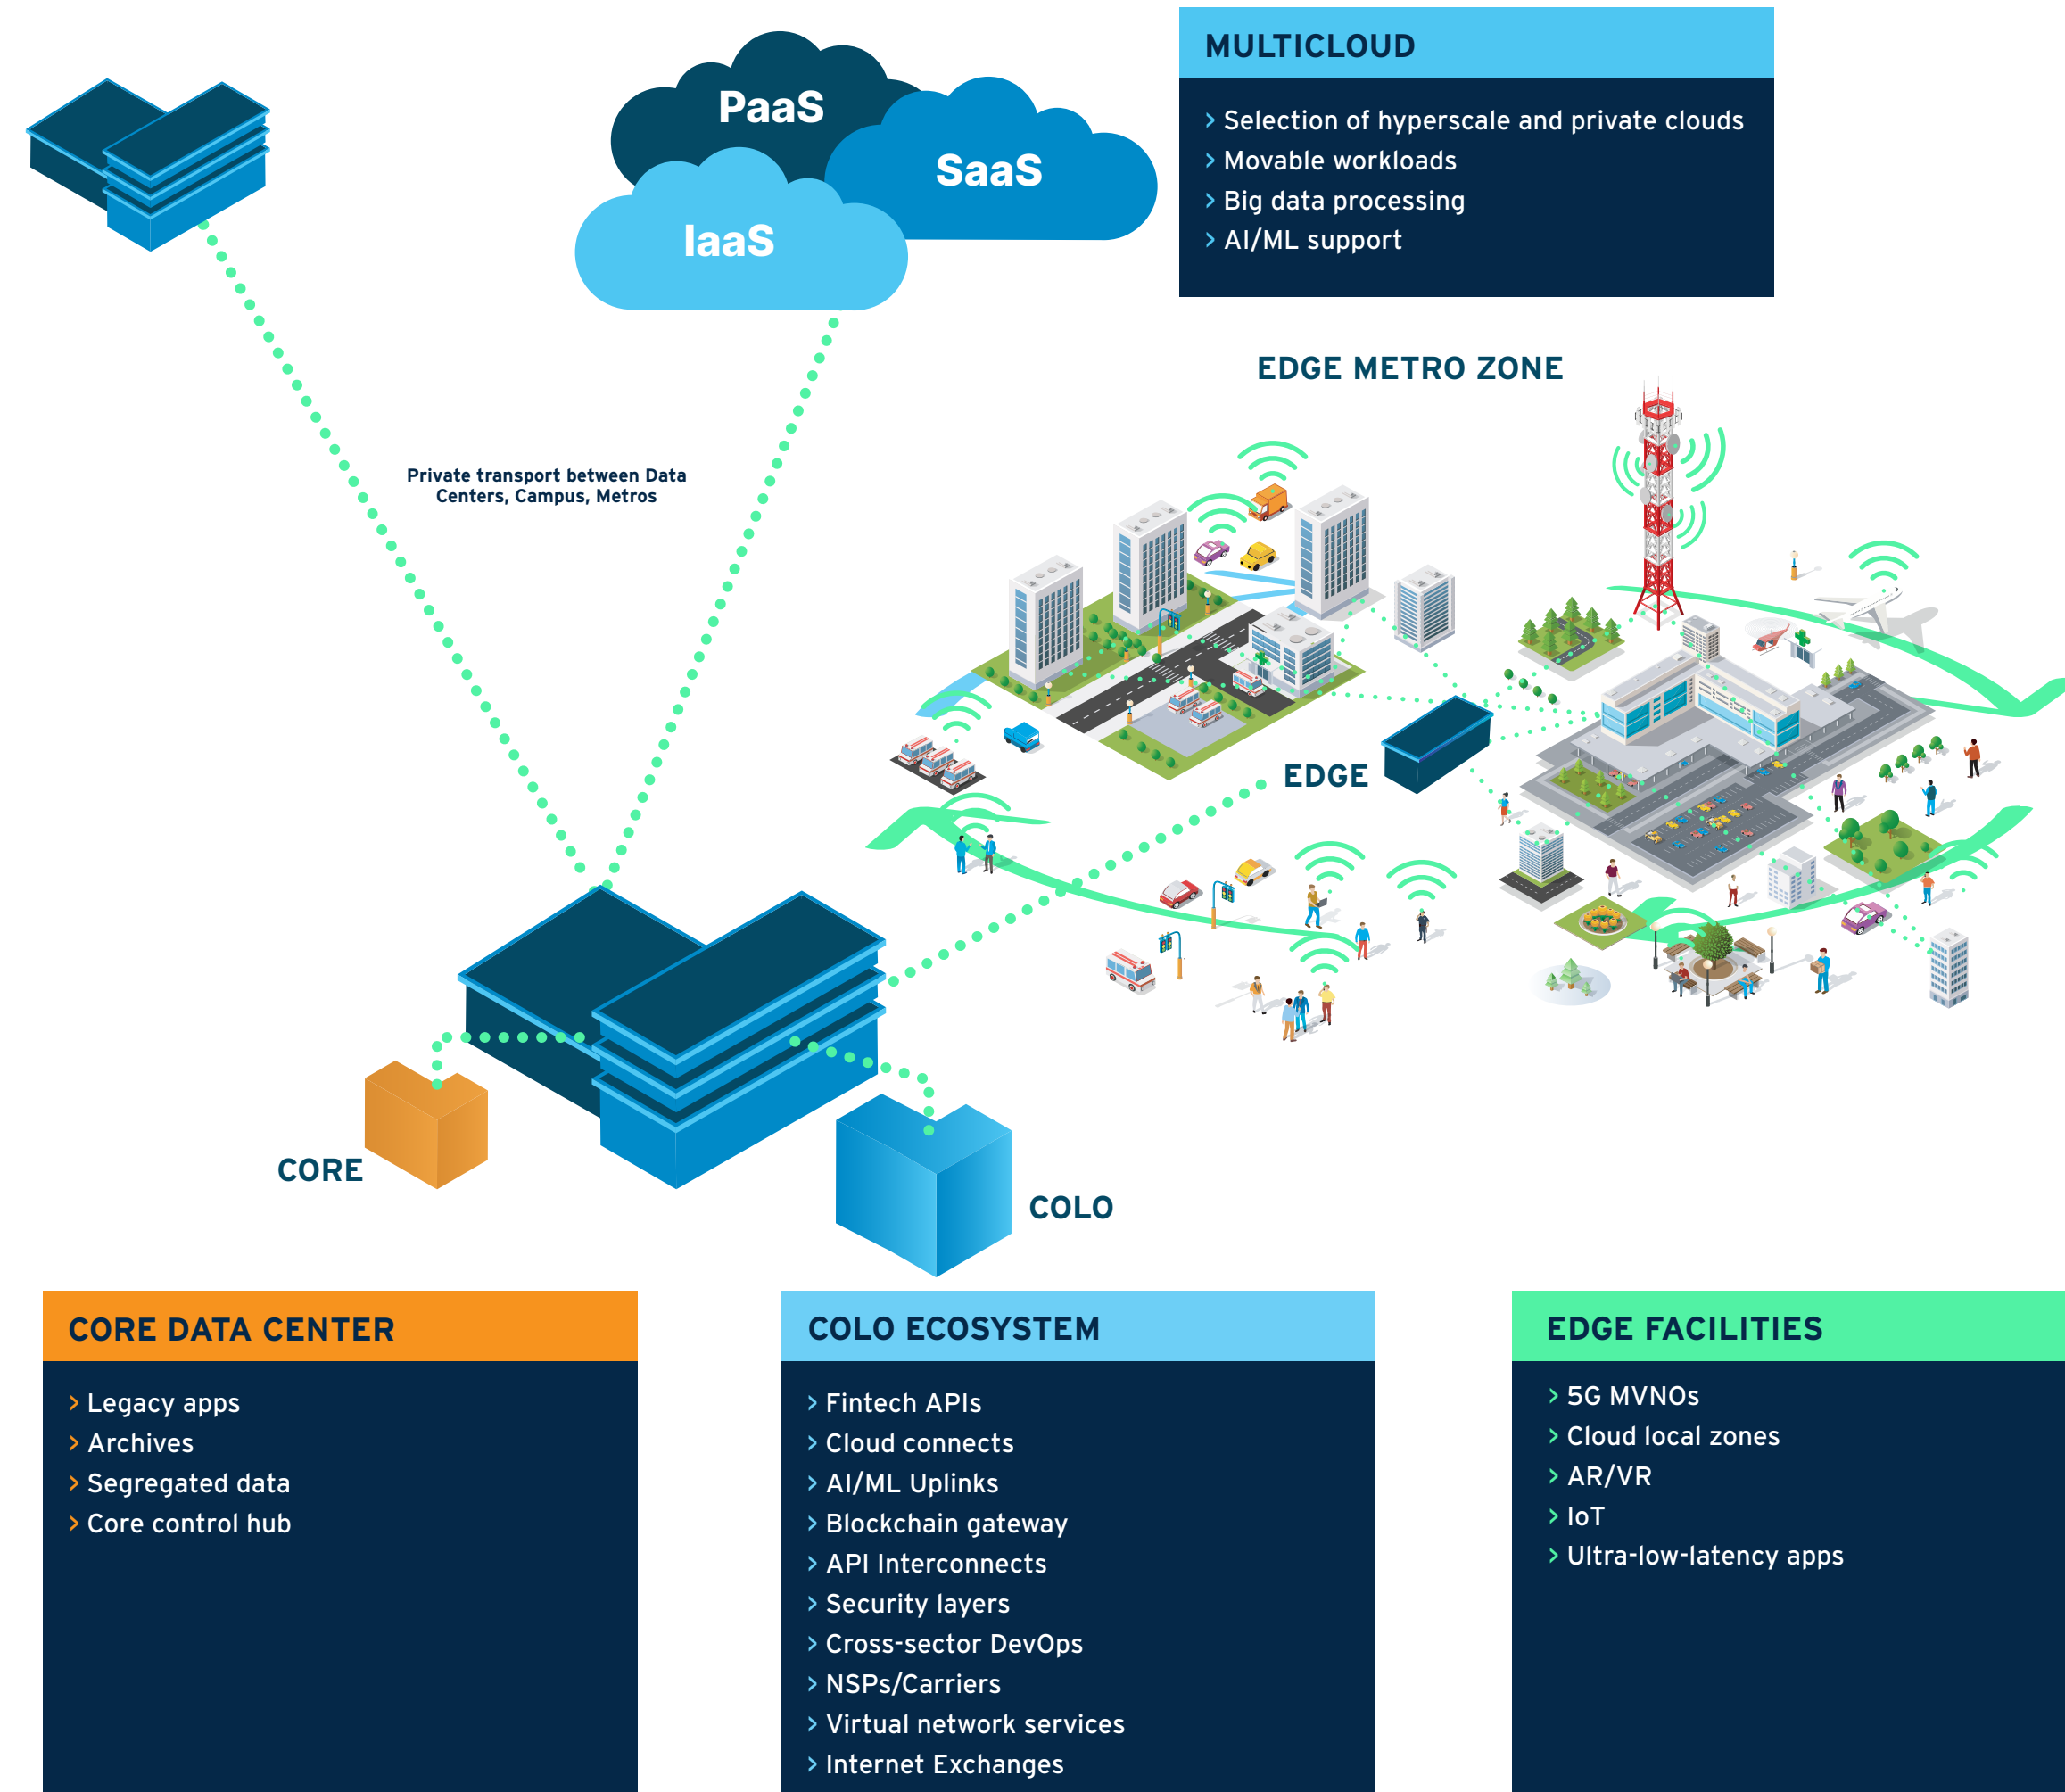 PaaS
SaaS
IaaS
MULTICLOUD
> Selection of hyperscale and private clouds
> Movable workloads
> Big data processing
> AI/ML support
EDGE METRO ZONE
Private transport between Data
Centers, Campus, Metros
EDGE
CORE
COLO
CORE DATA CENTER
> Legacy apps
> Archives
> Segregated data
> Core control hub
COLO ECOSYSTEM
> Fintech APIs
> Cloud connects
> AI/ML Uplinks
> Blockchain gateway
> API Interconnects
> Security layers
> Cross-sector DevOps
> NSPs/Carriers
> Virtual network services
> Internet Exchanges
EDGE FACILITIES
> 5G MVNOs
> Cloud local zones
> AR/VR
> IoT
> Ultra-low-latency apps